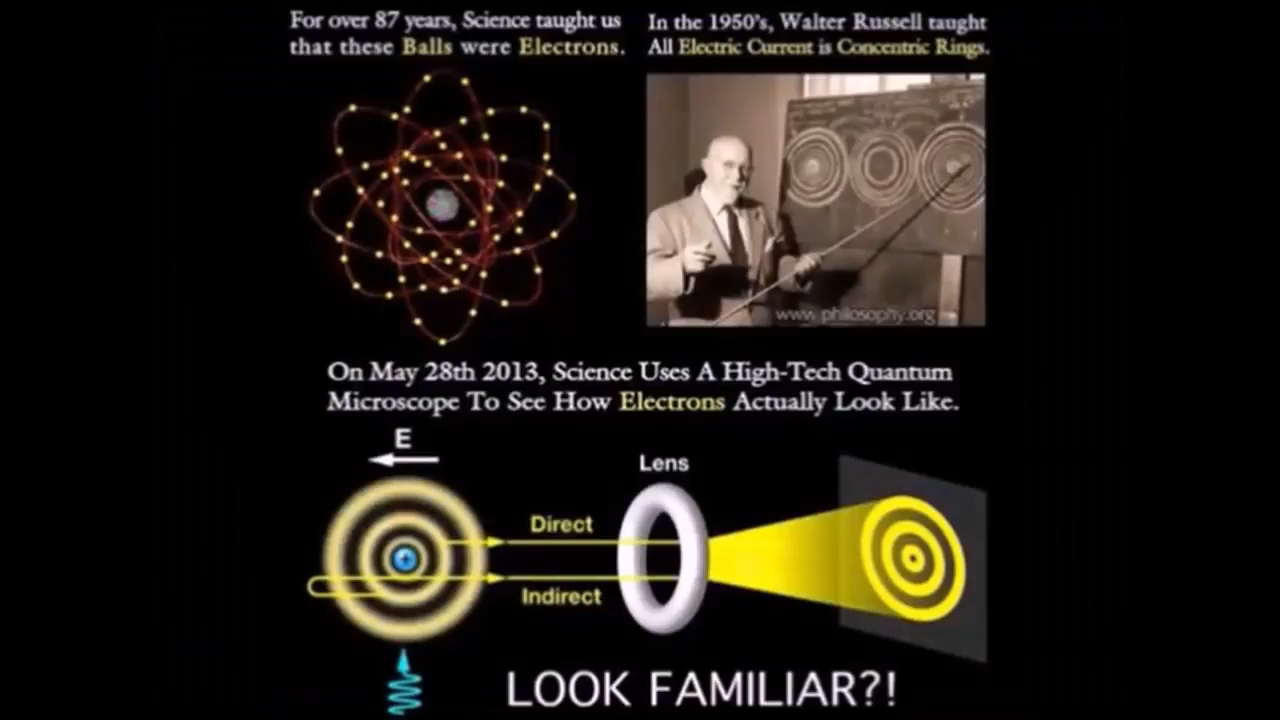 For over 87 years, Science taught us
that these Balls were Electrons.
In the 1950's, Walter Russell taught
All Electric Current is Concentric Rings.
www.philosophy.org
On May 28th 2013, Science Uses A High-Tech Quantum
Microscope To See How Electrons Actually Look Like.
E
Lens
Direct
Indirect
+
LOOK FAMILIAR?!